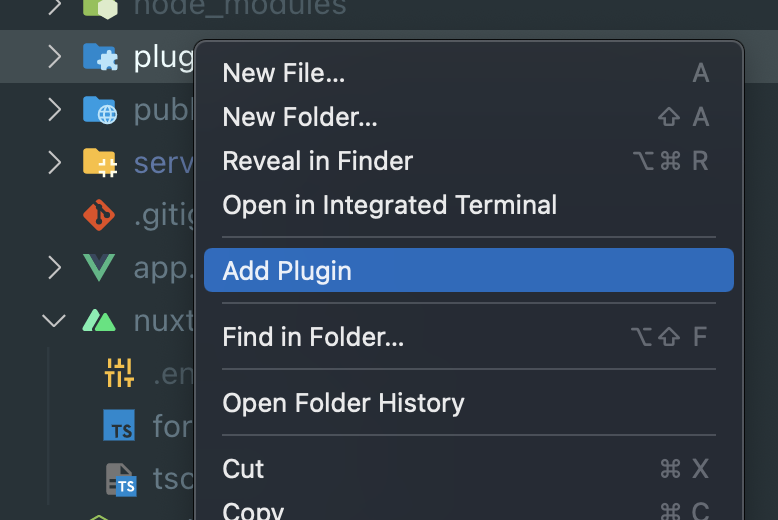 node_modules
plug
New File... A
publ
New Folder... ⇧ A
serv
Reveal in Finder ⌥⌘ R
.gitig
Open in Integrated Terminal
app.
Add Plugin
nuxt
Find in Folder... ⌥⇧ F
.en
Open Folder History
TS for
Cut ⌘ X
TS tsc
Copy ⌘ C